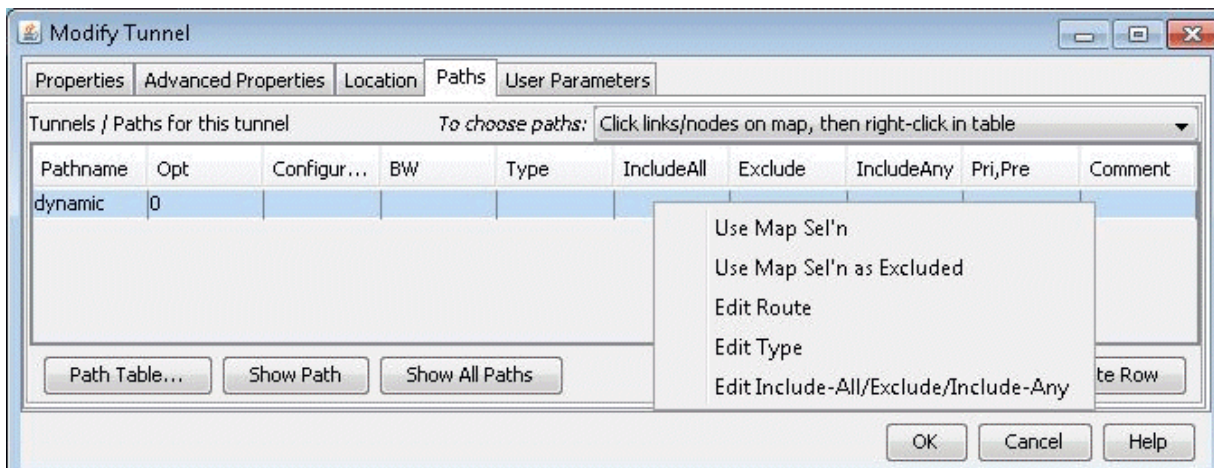 Modify Tunnel
Properties Advanced Properties Location Paths User Parameters
Tunnels / Paths for this tunnel To choose paths: Click links/nodes on map, then right-click in table
Pathname Opt Configur... BW Type IncludeAll Exclude IncludeAny Pri,Pre Comment
dynamic 0
Use Map Sel'n
Use Map Sel'n as Excluded
Edit Route
Edit Type
Edit Include-All/Exclude/Include-Any
Path Table... Show Path Show All Paths te Row
OK Cancel Help